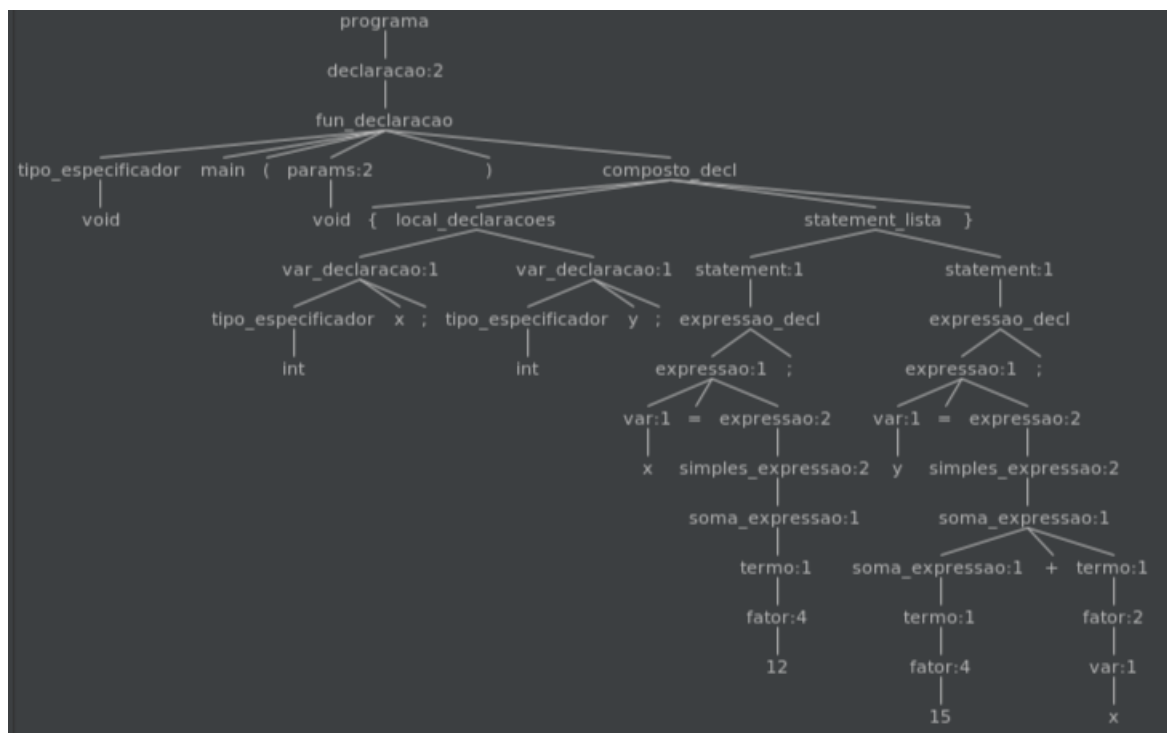 programa
declaracao:2
fun_declaracao
tipo_especificador main ( params:2 ) composto_decl
void void { local_declaracoes statement_lista }
var_declaracao:1 var_declaracao:1 statement:1 statement:1
tipo_especificador x ; tipo_especificador y ; expressao_decl expressao_decl
int int expressao:1 ; expressao:1 ;
var:1 = expressao:2 var:1 = expressao:2
x simples_expressao:2 y simples_expressao:2
soma_expressao:1 soma_expressao:1
termo:1 soma_expressao:1 + termo:1
fator:4 termo:1 fator:2
12 fator:4 var:1
15 x